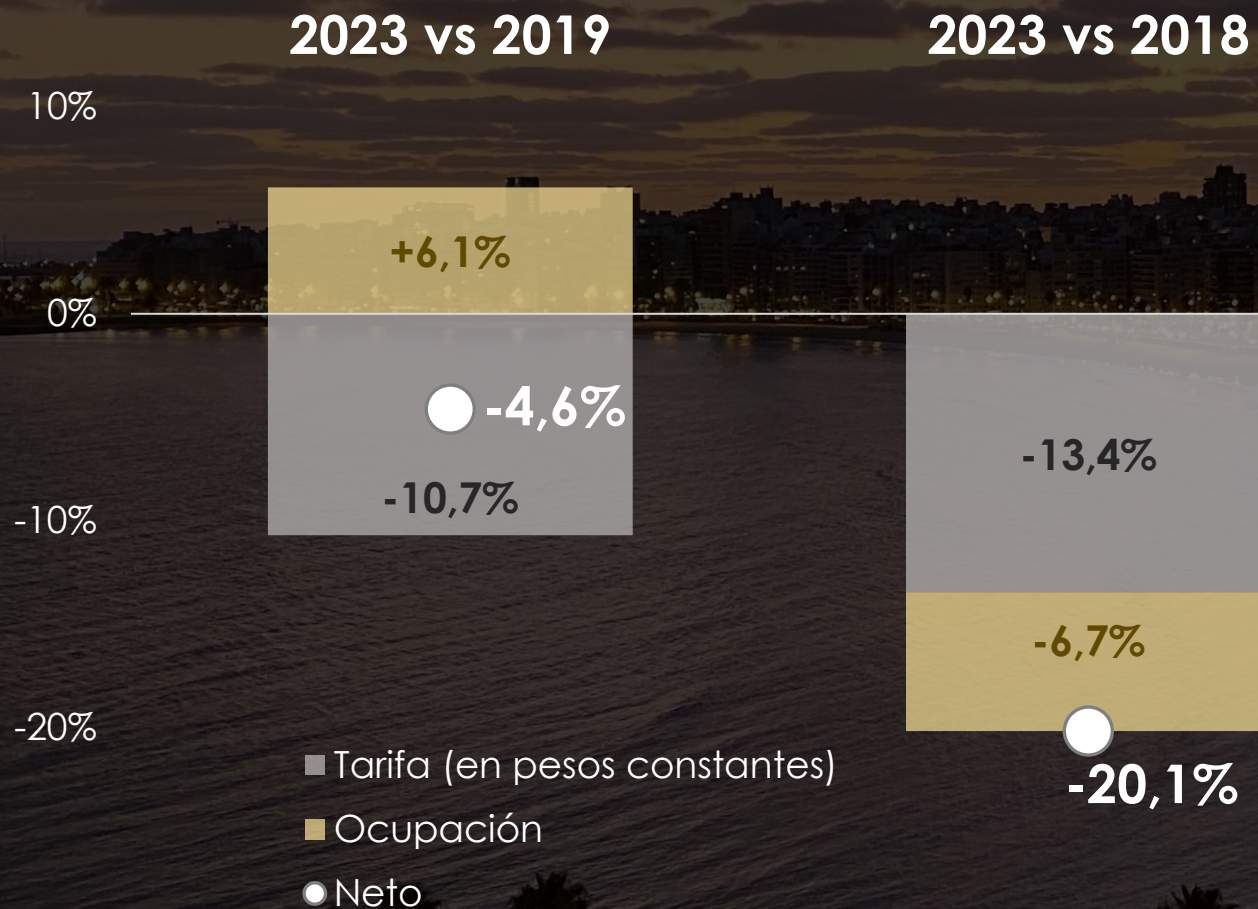 2023 vs 2019
2023 vs 2018
10%
+6,1%
0%
-4,6%
-13,4%
-10,7%
-10%
-6,7%
-20%
Tarifa (en pesos constantes)
-20,1%
Ocupación
Neto